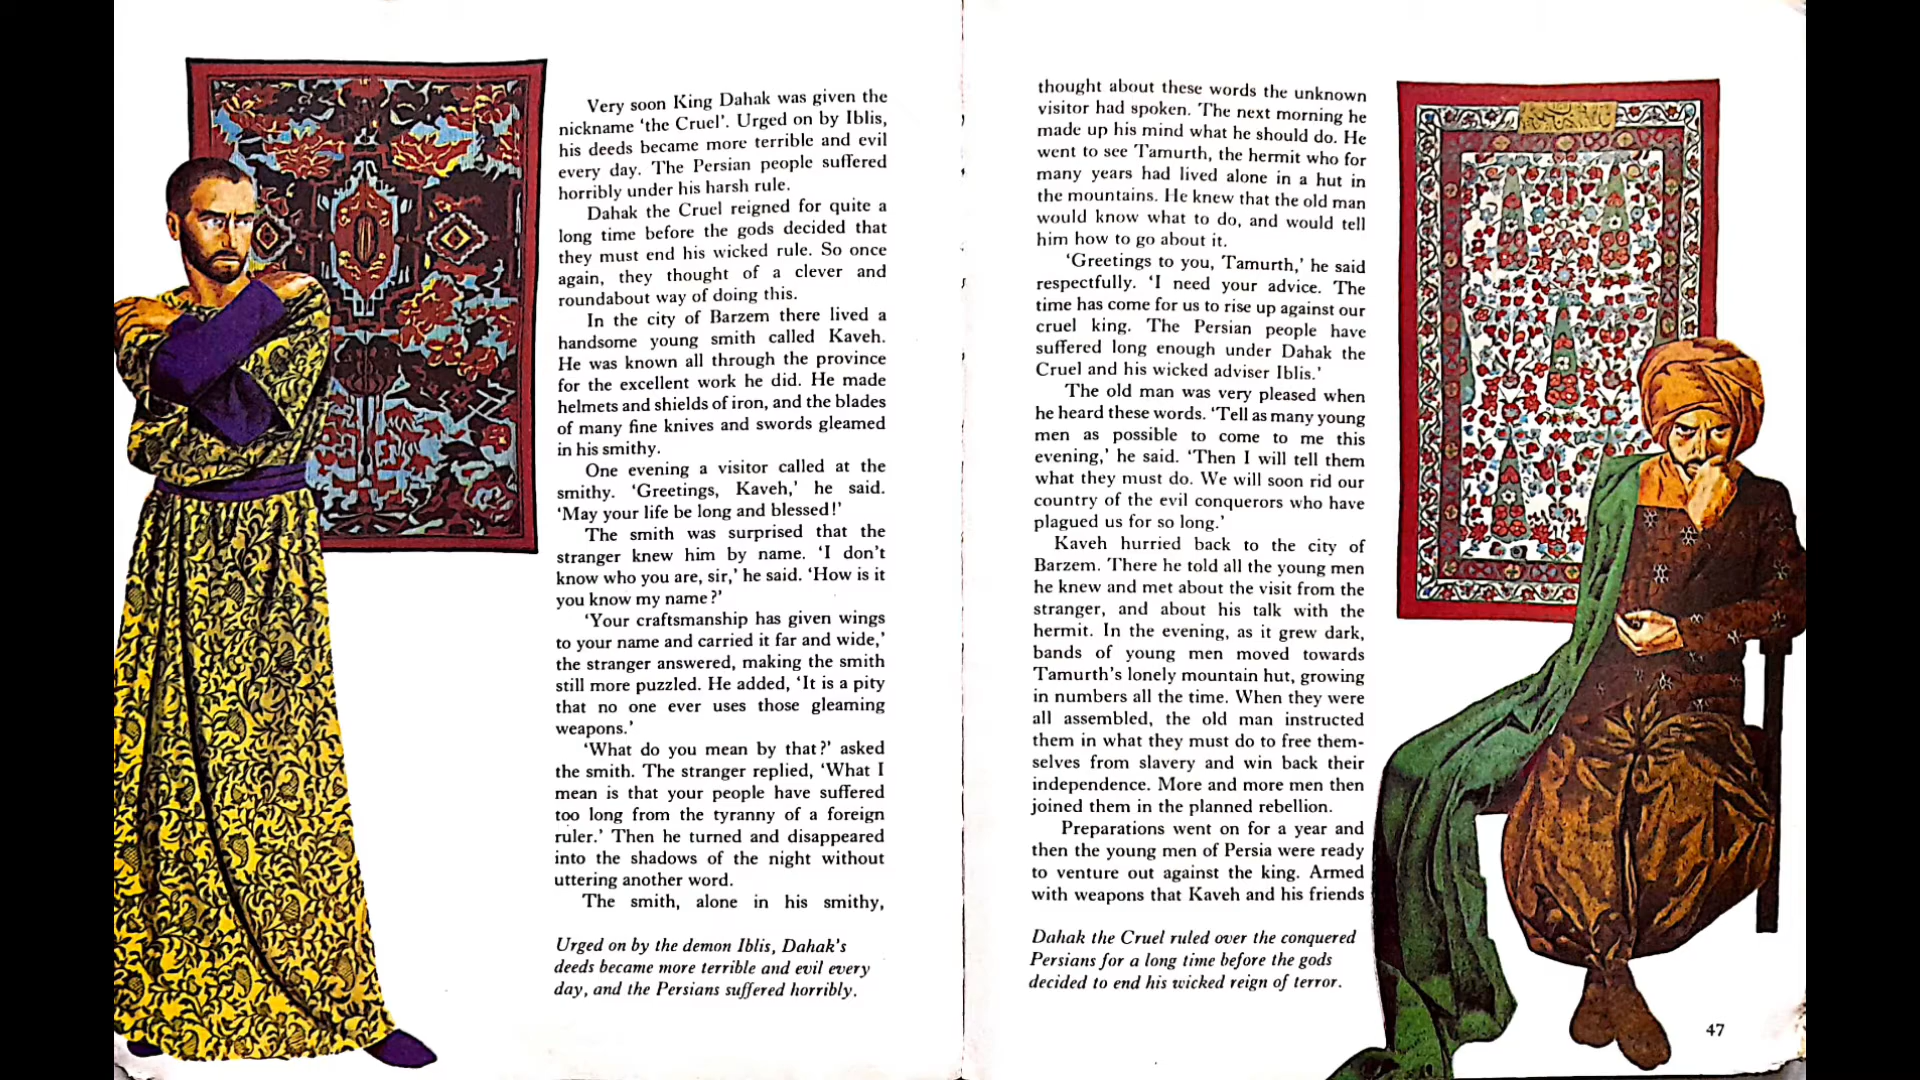 Very soon King Dahak was given the
nickname ‘the Cruel’. Urged on by Iblis,
his deeds became more terrible and evil
every day. The Persian people suffered
horribly under his harsh rule.
Dahak the Cruel reigned for quite a
long time before the gods decided that
they must end his wicked rule. So once
again, they thought of a clever and
roundabout way of doing this.
In the city of Barzem there lived a
handsome young smith called Kaveh.
He was known all through the province
for the excellent work he did. He made
helmets and shields of iron, and the blades
of many fine knives and swords gleamed
in his smithy.
One evening a visitor called at the
smithy. ‘Greetings, Kaveh,’ he said.
‘May your life be long and blessed!’
The smith was surprised that the
stranger knew him by name. ‘I don’t
know who you are, sir,’ he said. ‘How is it
you know my name?’
‘Your craftsmanship has given wings
to your name and carried it far and wide,’
the stranger answered, making the smith
still more puzzled. He added, ‘It is a pity
that no one ever uses those gleaming
weapons.’
‘What do you mean by that?’ asked
the smith. The stranger replied, ‘What I
mean is that your people have suffered
too long from the tyranny of a foreign
ruler.’ Then he turned and disappeared
into the shadows of the night without
uttering another word.
The smith, alone in his smithy,
Urged on by the demon Iblis, Dahak's
deeds became more terrible and evil every
day, and the Persians suffered horribly.
thought about these words the unknown
visitor had spoken. The next morning he
made up his mind what he should do. He
went to see Tamurth, the hermit who for
many years had lived alone in a hut in
the mountains. He knew that the old man
would know what to do, and would tell
him how to go about it.
‘Greetings to you, Tamurth,’ he said
respectfully. ‘I need your advice. The
time has come for us to rise up against our
cruel king. The Persian people have
suffered long enough under Dahak the
Cruel and his wicked adviser Iblis.’
The old man was very pleased when
he heard these words. ‘Tell as many young
men as possible to come to me this
evening,’ he said. ‘Then I will tell them
what they must do. We will soon rid our
country of the evil conquerors who have
plagued us for so long.’
Kaveh hurried back to the city of
Barzem. There he told all the young men
he knew and met about the visit from the
stranger, and about his talk with the
hermit. In the evening, as it grew dark,
bands of young men moved towards
Tamurth’s lonely mountain hut, growing
in numbers all the time. When they were
all assembled, the old man instructed
them in what they must do to free them-
selves from slavery and win back their
independence. More and more men then
joined them in the planned rebellion.
Preparations went on for a year and
then the young men of Persia were ready
to venture out against the king. Armed
with weapons that Kaveh and his friends
Dahak the Cruel ruled over the conquered
Persians for a long time before the gods
decided to end his wicked reign of terror.
47